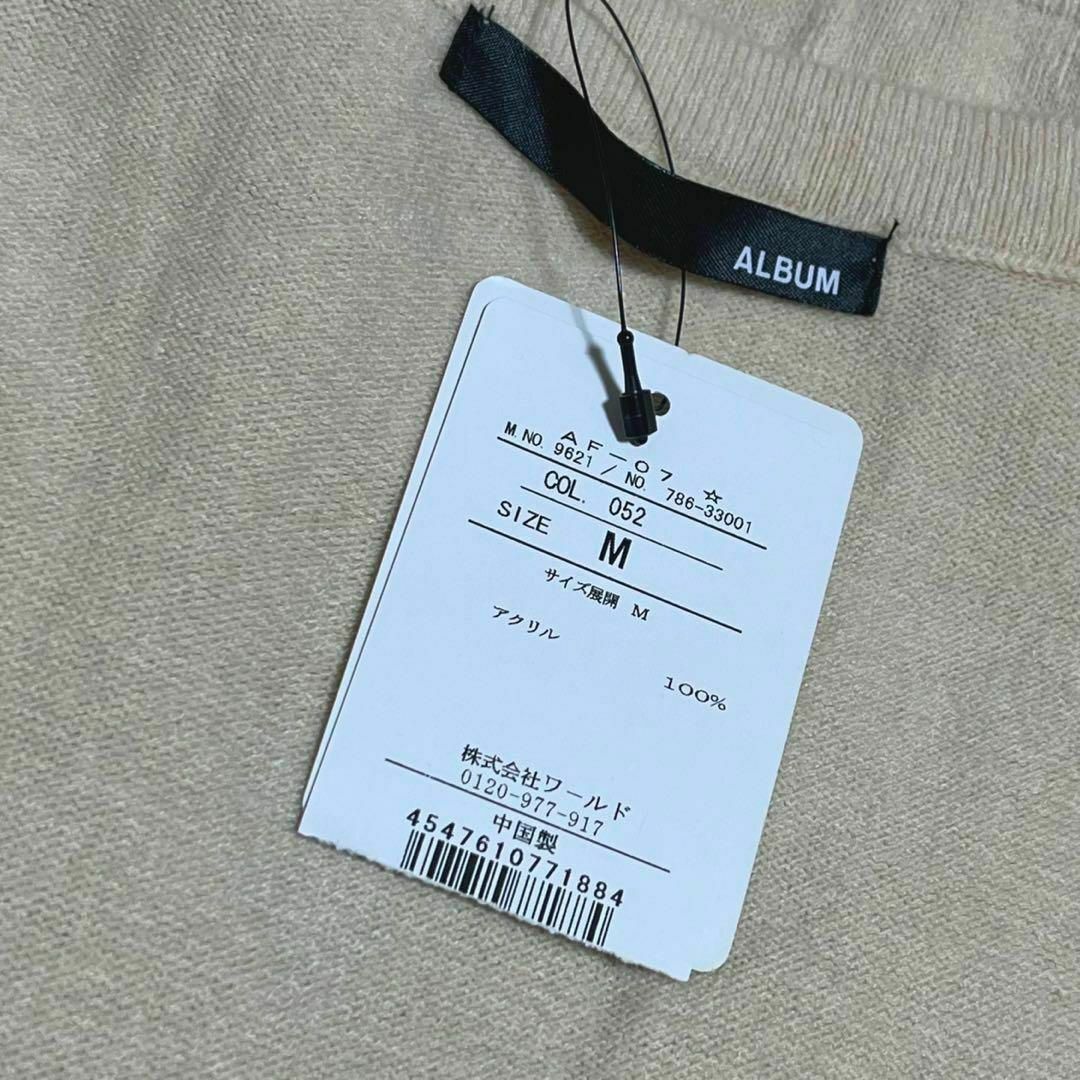 ALBUM
AF-07 ☆
M.NO. 9621 / NO. 786-33001
COL. 052
SIZE M
サイズ展開 M
アクリル
100%
株式会社ワールド
0120-977-917
中国製
4547610771884